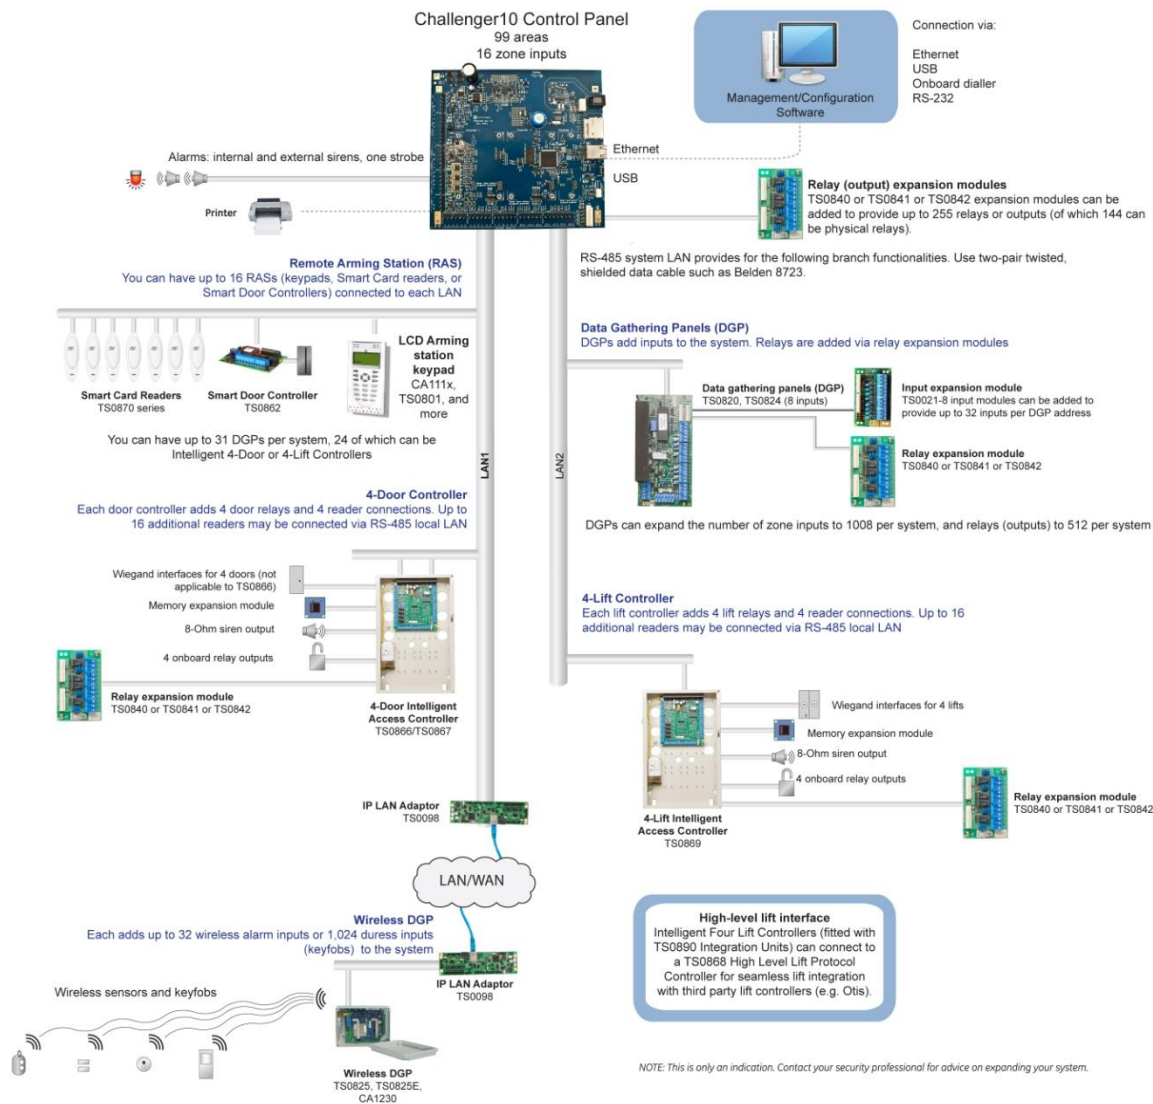 Challenger10 Control Panel
99 areas
16 zone inputs
Connection via:
Ethernet
USB
Onboard dialler
RS-232
Management/Configuration
Software
Ethernet
USB
Alarms: internal and external sirens, one strobe
Printer
Relay (output) expansion modules
TS0840 or TS0841 or TS0842 expansion modules can be
added to provide up to 255 relays or outputs (of which 144 can
be physical relays).
RS-485 system LAN provides for the following branch functionalities. Use two-pair twisted,
shielded data cable such as Belden 8723.
Remote Arming Station (RAS)
You can have up to 16 RASs (keypads, Smart Card readers, or
Smart Door Controllers) connected to each LAN
Smart Card Readers
TS0870 series
Smart Door Controller
TS0862
LCD Arming
station
keypad
CA111x,
TS0801, and
more
You can have up to 31 DGPs per system, 24 of which can be
Intelligent 4-Door or 4-Lift Controllers
LAN1
LAN2
Data Gathering Panels (DGP)
DGPs add inputs to the system. Relays are added via relay expansion modules
Data gathering panels (DGP)
TS0820, TS0824 (8 inputs)
Input expansion module
TS0021-8 input modules can be added to
provide up to 32 inputs per DGP address
Relay expansion module
TS0840 or TS0841 or TS0842
DGPs can expand the number of zone inputs to 1008 per system, and relays (outputs) to 512 per system
4-Door Controller
Each door controller adds 4 door relays and 4 reader connections. Up to
16 additional readers may be connected via RS-485 local LAN
Wiegand interfaces for 4 doors (not
applicable to TS0866)
Memory expansion module
8-Ohm siren output
4 onboard relay outputs
Relay expansion module
TS0840 or TS0841 or TS0842
4-Door Intelligent
Access Controller
TS0866/TS0867
4-Lift Controller
Each lift controller adds 4 lift relays and 4 reader connections. Up to 16
additional readers may be connected via RS-485 local LAN
Wiegand interfaces for 4 lifts
Memory expansion module
8-Ohm siren output
4 onboard relay outputs
Relay expansion module
TS0840 or TS0841 or TS0842
4-Lift Intelligent
Access Controller
TS0869
IP LAN Adaptor
TS0098
LAN/WAN
Wireless DGP
Each adds up to 32 wireless alarm inputs or 1,024 duress inputs
(keyfobs) to the system
IP LAN Adaptor
TS0098
Wireless sensors and keyfobs
Wireless DGP
TS0825, TS0825E,
CA1230
High-level lift interface
Intelligent Four Lift Controllers (fitted with
TS0890 Integration Units) can connect to
a TS0868 High Level Lift Protocol
Controller for seamless lift integration
with third party lift controllers (e.g. Otis).
NOTE: This is only an indication. Contact your security professional for advice on expanding your system.